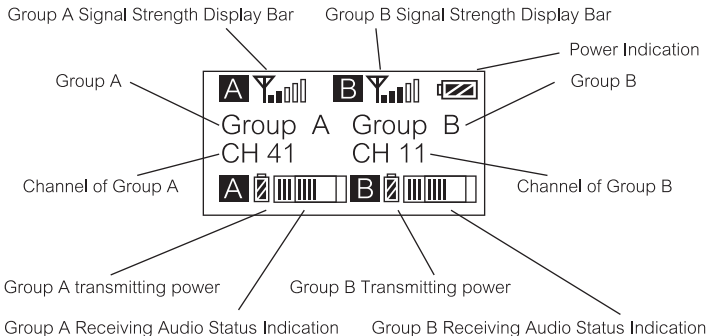 Group A Signal Strength Display Bar
Group B Signal Strength Display Bar
Power Indication
Group A
Group B
A B
Group A Group B
CH 41 CH 11
Channel of Group A
Channel of Group B
A B
Group A transmitting power
Group B Transmitting power
Group A Receiving Audio Status Indication
Group B Receiving Audio Status Indication